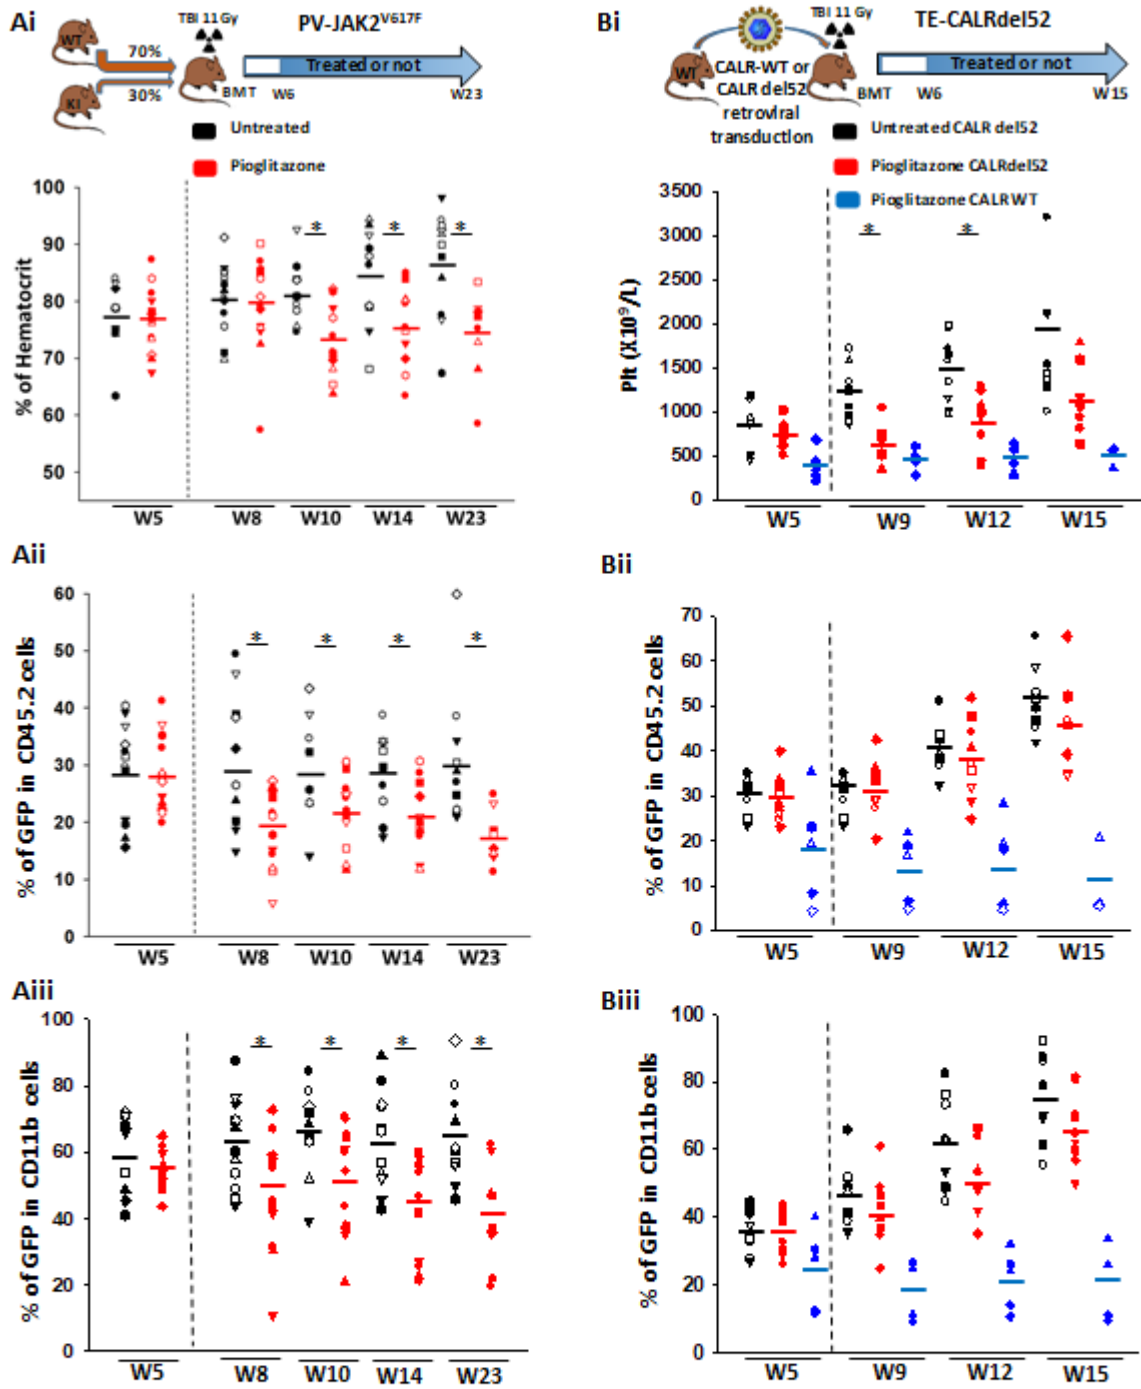 Ai
TBI 11 Gy
PV-JAK2V617F
WT
70%
KI
30%
BMT
Treated or not
W6
W23
Untreated
Pioglitazone
% of Hematocrit
100
90
80
70
60
50
*
*
*
W5
W8
W10
W14
W23
Bi
TBI 11 Gy
TE-CALRdel52
WT
CALR-WT or
CALR del52
retroviral
transduction
BMT
Treated or not
W6
W15
Untreated CALR del52
Pioglitazone CALRdel52
Pioglitazone CALR WT
Plt (X10⁹/L)
3500
3000
2500
2000
1500
1000
500
0
*
*
W5
W9
W12
W15
Aii
% of GFP in CD45.2 cells
60
50
40
30
20
10
0
*
*
*
*
W5
W8
W10
W14
W23
Bii
% of GFP in CD45.2 cells
70
60
50
40
30
20
10
0
W5
W9
W12
W15
Aiii
% of GFP in CD11b cells
100
80
60
40
20
0
*
*
*
*
W5
W8
W10
W14
W23
Biii
% of GFP in CD11b cells
100
80
60
40
20
0
W5
W9
W12
W15